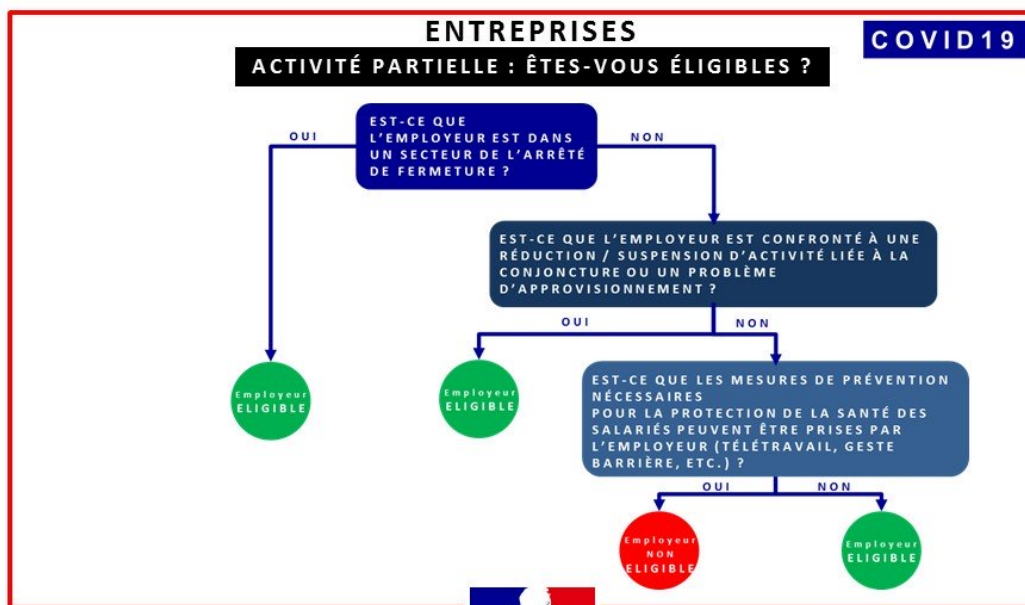 ENTREPRISES
COVID19
ACTIVITÉ PARTIELLE : ÊTES-VOUS ÉLIGIBLES ?
EST-CE QUE
L'EMPLOYEUR EST DANS
UN SECTEUR DE L'ARRÊTÉ
DE FERMETURE ?
OUI
NON
EST-CE QUE L'EMPLOYEUR EST CONFRONTÉ À UNE
RÉDUCTION / SUSPENSION D'ACTIVITÉ LIÉE À LA
CONJONCTURE OU UN PROBLÈME
D'APPROVISIONNEMENT ?
OUI
NON
Employeur
ELIGIBLE
Employeur
ELIGIBLE
EST-CE QUE LES MESURES DE PRÉVENTION
NÉCESSAIRES
POUR LA PROTECTION DE LA SANTÉ DES
SALARIÉS PEUVENT ÊTRE PRISES PAR
L'EMPLOYEUR (TÉLÉTRAVAIL, GESTE
BARRIÈRE, ETC.) ?
OUI
NON
Employeur
NON
ELIGIBLE
Employeur
ELIGIBLE